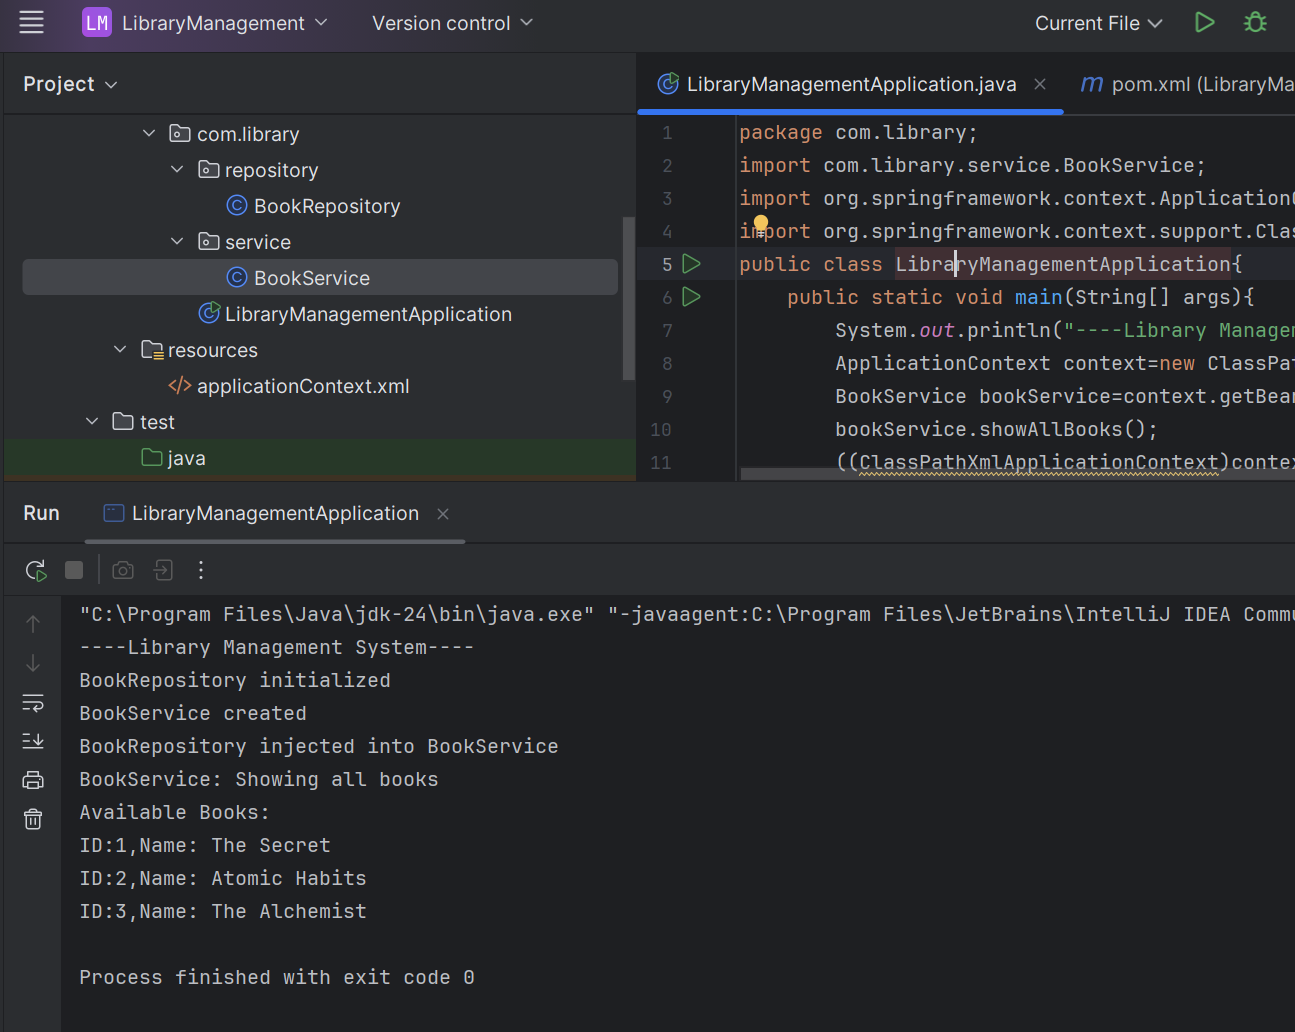 LM LibraryManagement Version control Current File
Project
com.library
repository
BookRepository
service
BookService
LibraryManagementApplication
resources
</> applicationContext.xml
test
java
LibraryManagementApplication.java m pom.xml (LibraryMa
1 package com.library;
2 import com.library.service.BookService;
3 import org.springframework.context.Application
4 import org.springframework.context.support.Clas
5 public class LibraryManagementApplication{
6 public static void main(String[] args){
7 System.out.println("----Library Manage
8 ApplicationContext context=new ClassPat
9 BookService bookService=context.getBea
10 bookService.showAllBooks();
11 ((ClassPathXmlApplicationContext)conte
Run LibraryManagementApplication
"C:\Program Files\Java\jdk-24\bin\java.exe" "-javaagent:C:\Program Files\JetBrains\IntelliJ IDEA Comm
----Library Management System----
BookRepository initialized
BookService created
BookRepository injected into BookService
BookService: Showing all books
Available Books:
ID:1,Name: The Secret
ID:2,Name: Atomic Habits
ID:3,Name: The Alchemist
Process finished with exit code 0